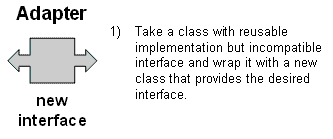 Adapter
new
interface
1) Take a class with reusable
implementation but incompatible
interface and wrap it with a new
class that provides the desired
interface.